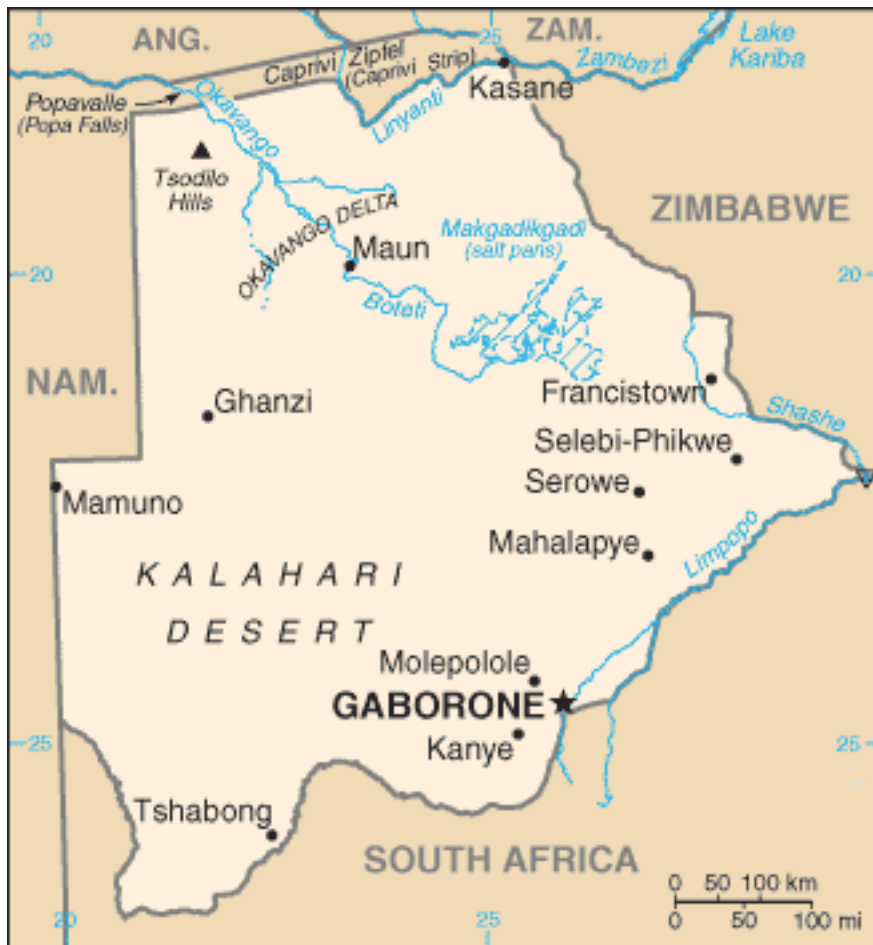 20
ANG.
25
ZAM.
Lake
Kariba
Caprivi Zipfel
(Caprivi Strip)
Zambezi
Kasane
Popavalle
(Popa Falls)
Okavango
Linyanti
Tsodilo
Hills
ZIMBABWE
OKAVANGO DELTA
Makgadikgadi
(salt pans)
Maun
20
20
Boteti
NAM.
Ghanzi
Francistown
Shashe
Selebi-Phikwe
Serowe
Mamuno
Mahalapye
Limpopo
KALAHARI
DESERT
Molepolole
GABORONE
Kanye
25
25
Tshabong
SOUTH AFRICA
0 50 100 km
0 50 100 mi
20
25